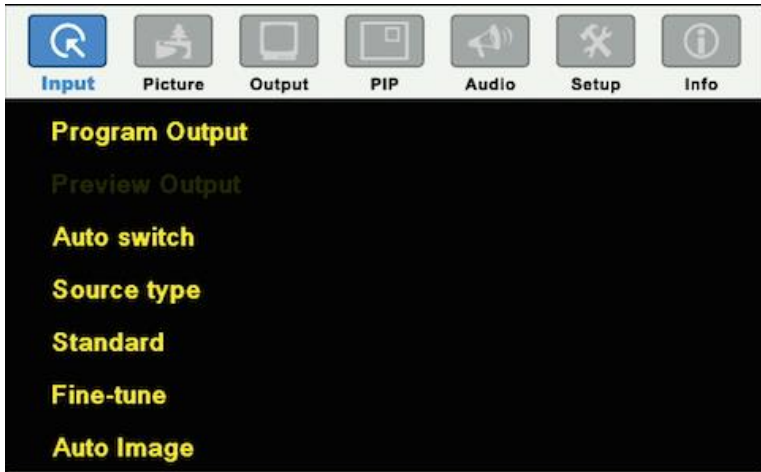 Input Picture Output PIP Audio Setup Info
Program Output
Preview Output
Auto switch
Source type
Standard
Fine-tune
Auto Image